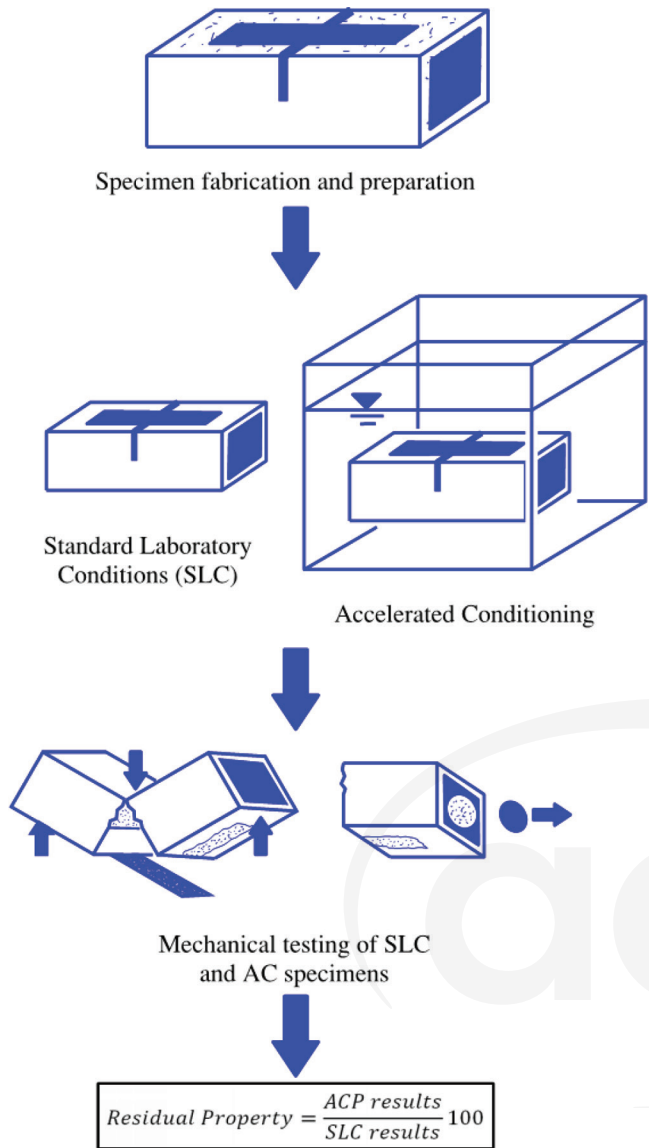 Specimen fabrication and preparation
Standard Laboratory
Conditions (SLC)
Accelerated Conditioning
Mechanical testing of SLC
and AC specimens
Residual Property = ACP results / SLC results 100